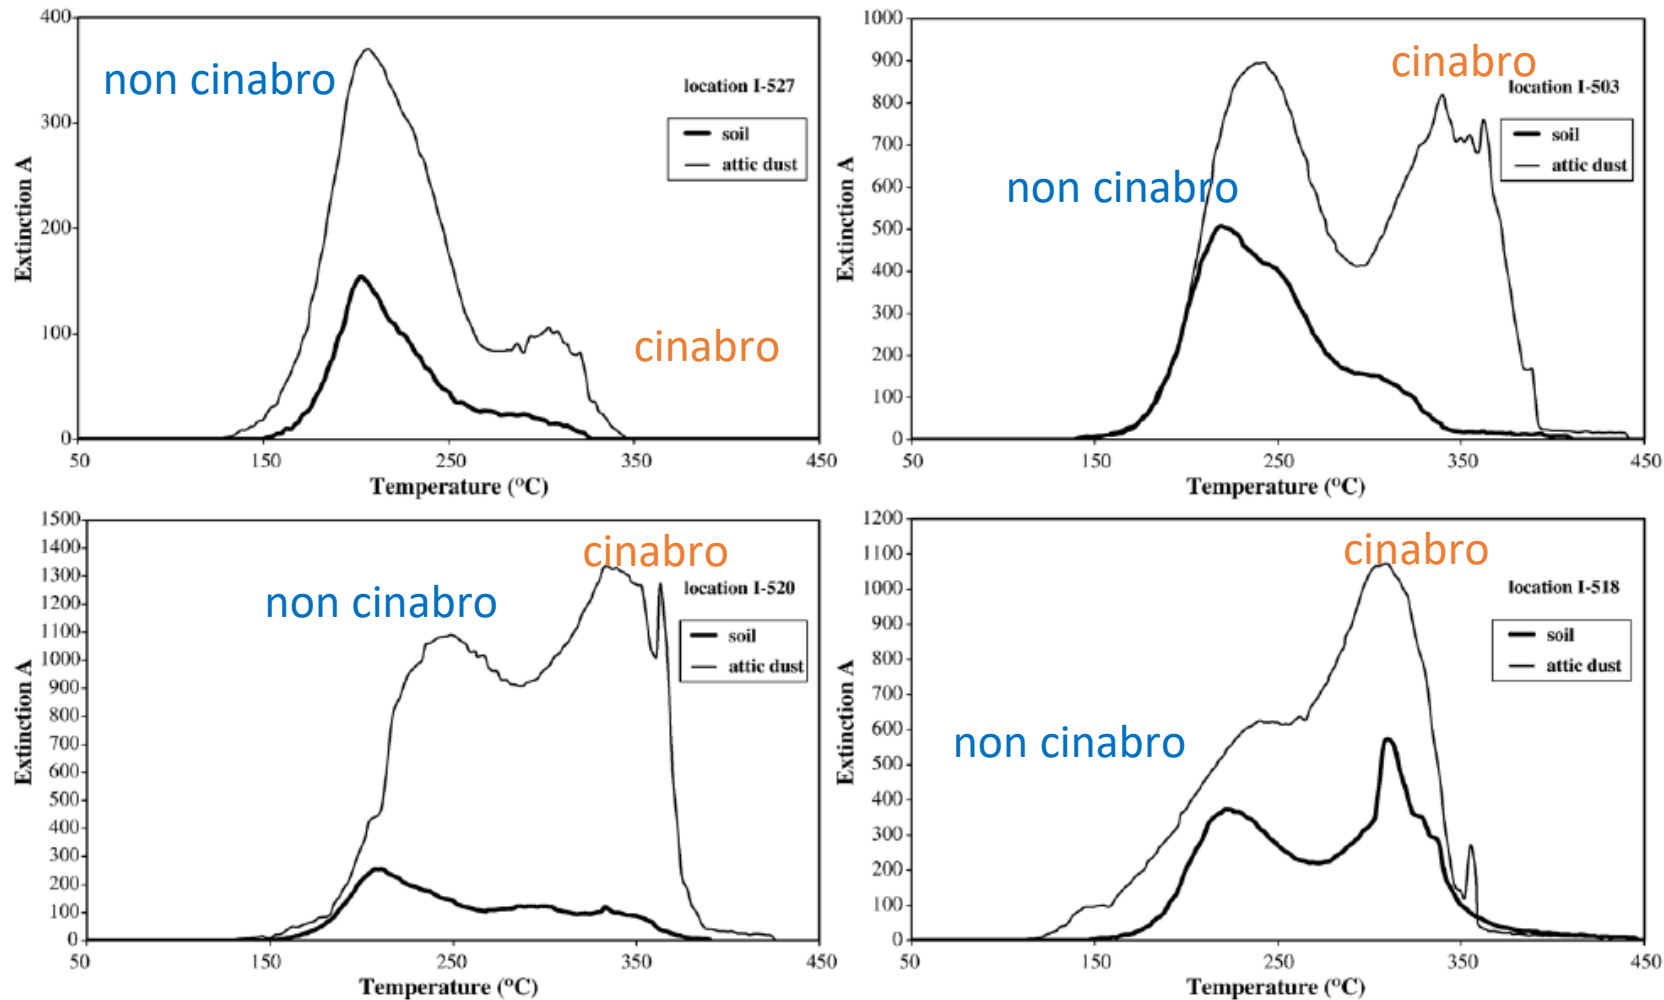 400
300
200
100
0
50
150
250
350
450
Extinction A
Temperature (°C)
non cinabro
cinabro
location I-527
soil
attic dust
1000
900
800
700
600
500
400
300
200
100
0
50
150
250
350
450
Extinction A
Temperature (°C)
non cinabro
cinabro
location I-503
soil
attic dust
1500
1400
1300
1200
1100
1000
900
800
700
600
500
400
300
200
100
0
50
150
250
350
450
Extinction A
Temperature (°C)
non cinabro
cinabro
location I-520
soil
attic dust
1200
1100
1000
900
800
700
600
500
400
300
200
100
0
50
150
250
350
450
Extinction A
Temperature (°C)
non cinabro
cinabro
location I-518
soil
attic dust